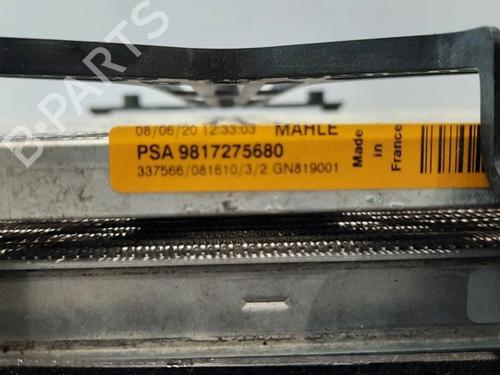 B-PARTS
08/06/20 12:33:03 MAHLE
PSA 9817275680
337566/081610/3/2 GN819001
Made
in
France